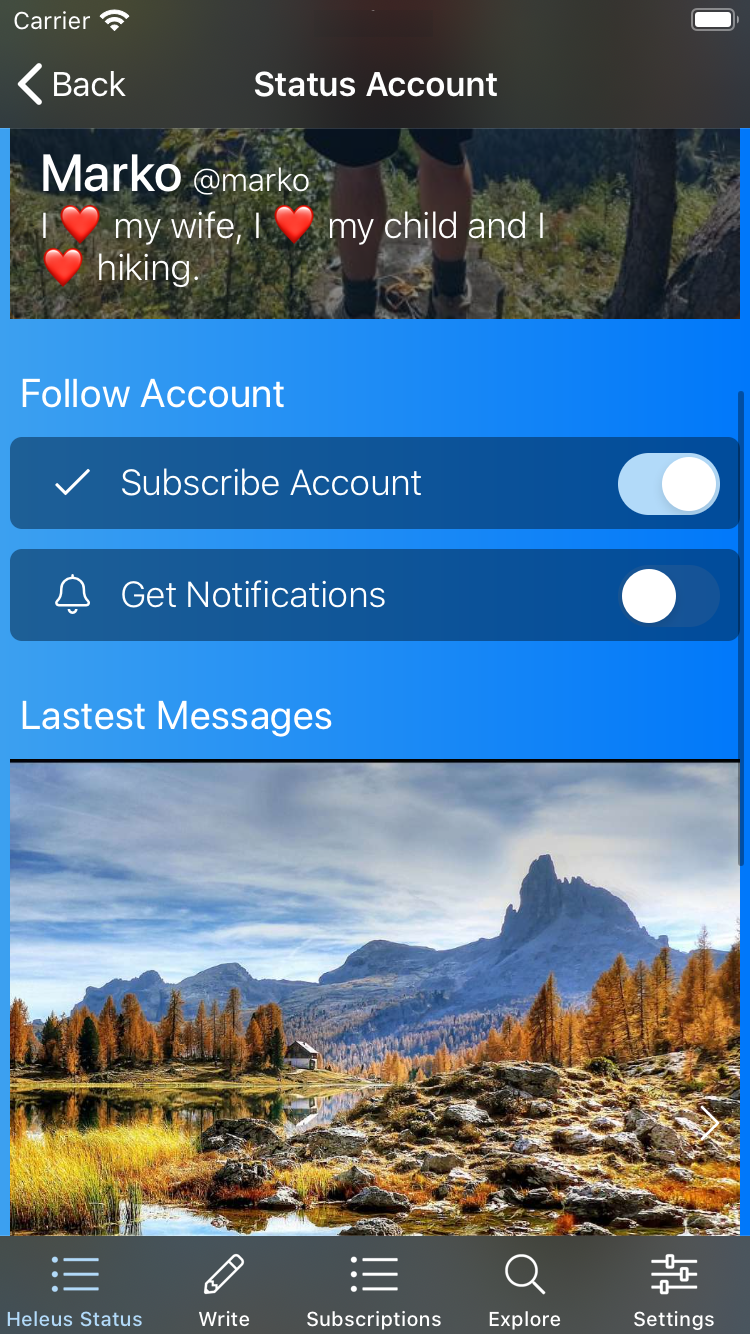 Carrier
Back
Status Account
Marko @marko
I ❤️ my wife, I ❤️ my child and I
❤️ hiking.
Follow Account
Subscribe Account
Get Notifications
Lastest Messages
Heleus Status
Write
Subscriptions
Explore
Settings